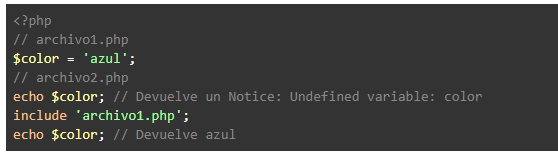 <?php
// archivo1.php
$color = 'azul';
// archivo2.php
echo $color; // Devuelve un Notice: Undefined variable: color
include 'archivo1.php';
echo $color; // Devuelve azul